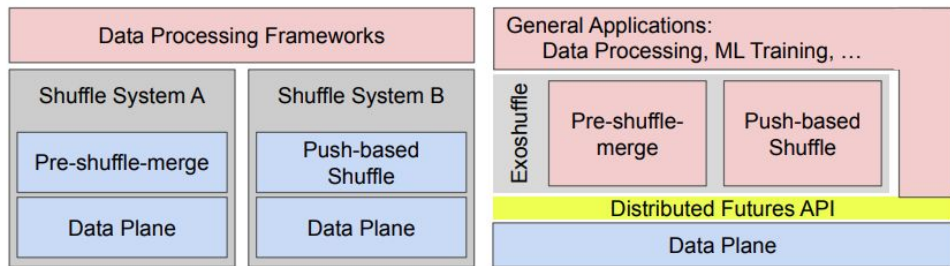 Data Processing Frameworks
Shuffle System A
Pre-shuffle-merge
Data Plane
Shuffle System B
Push-based
Shuffle
Data Plane
General Applications:
Data Processing, ML Training, …
Exoshuffle
Pre-shuffle-
merge
Push-based
Shuffle
Distributed Futures API
Data Plane